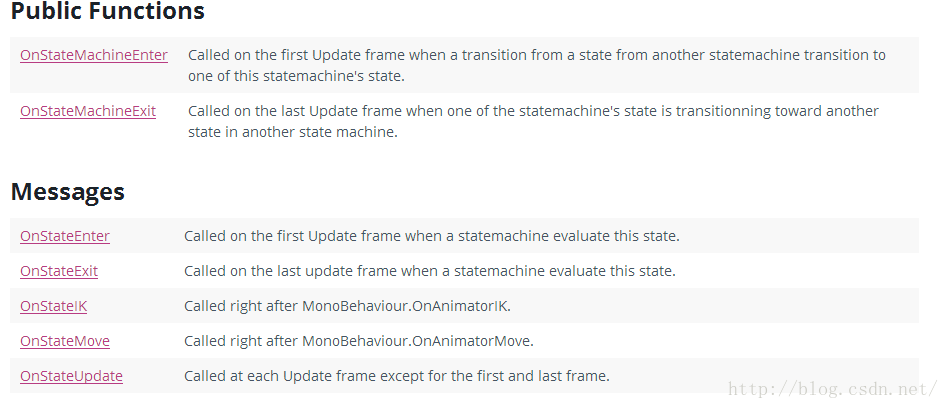 Public Functions
OnStateMachineEnter Called on the first Update frame when a transition from a state from another statemachine transition to
one of this statemachine's state.
OnStateMachineExit Called on the last Update frame when one of the statemachine's state is transitionning toward another
state in another state machine.
Messages
OnStateEnter Called on the first Update frame when a statemachine evaluate this state.
OnStateExit Called on the last update frame when a statemachine evaluate this state.
OnStateIK Called right after MonoBehaviour.OnAnimatorIK.
OnStateMove Called right after MonoBehaviour.OnAnimatorMove.
OnStateUpdate Called at each Update frame except for the first and last frame.
http://blog.csdn.net/